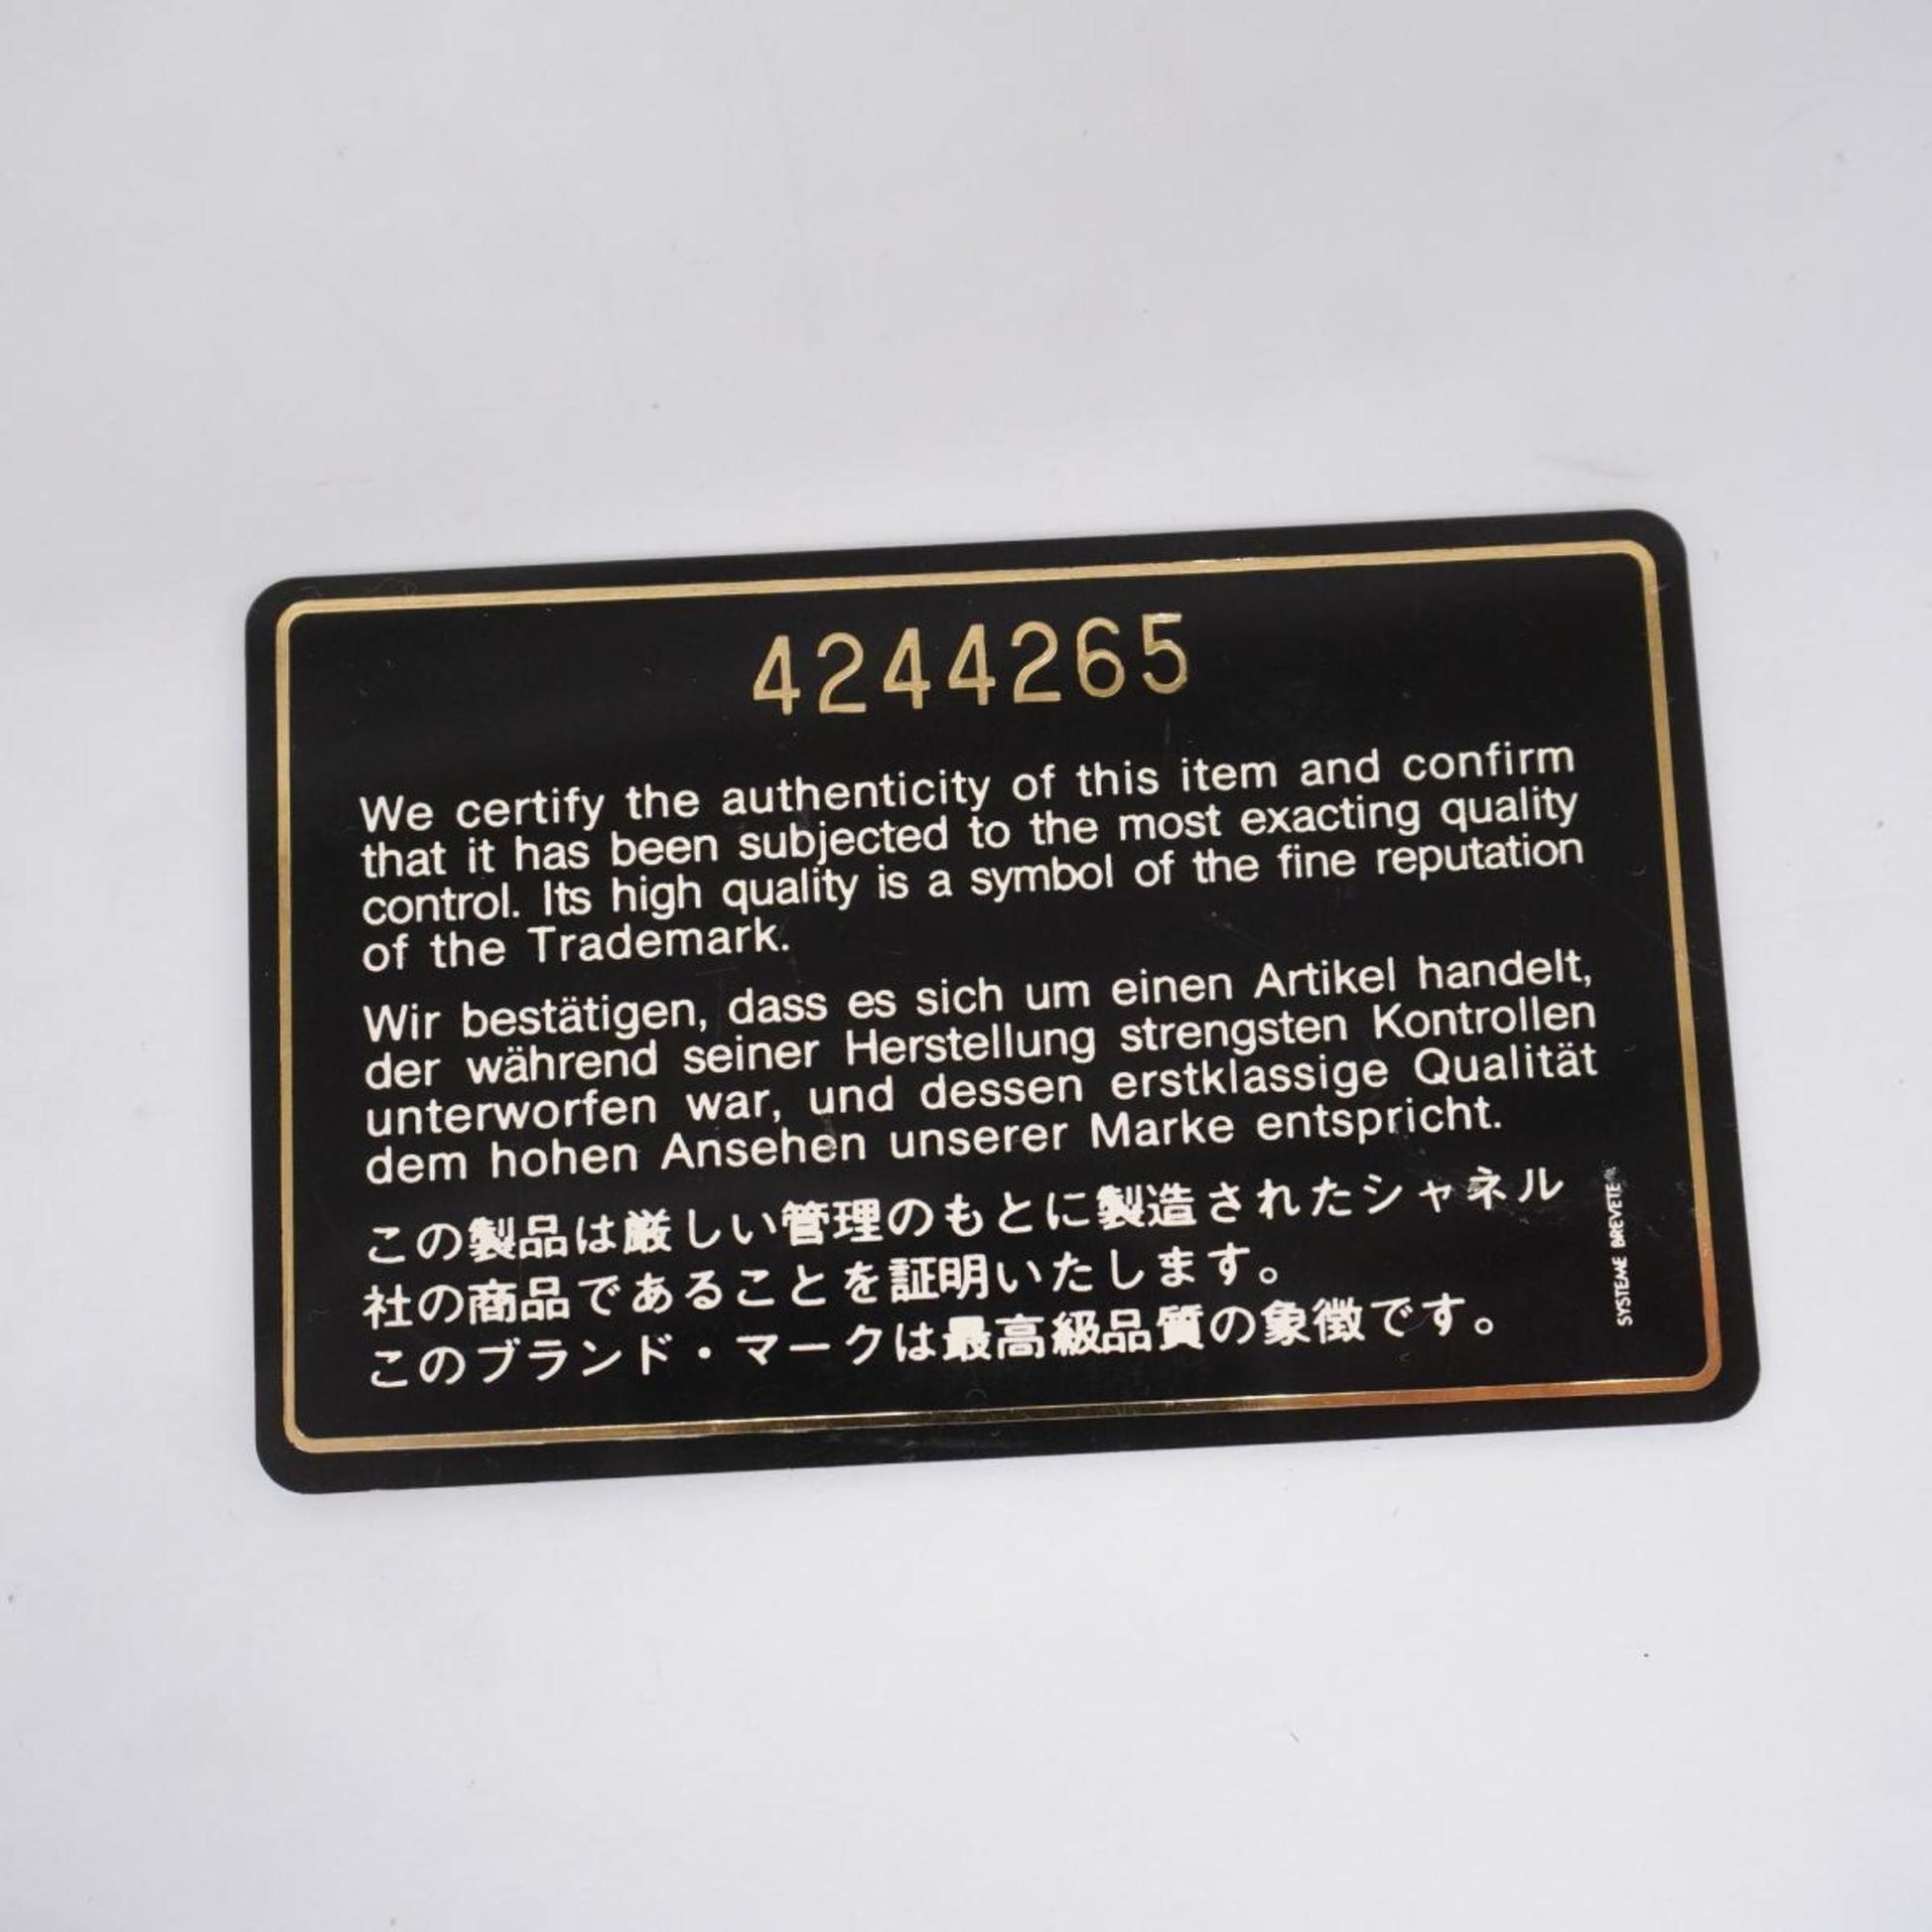 4244265
We certify the authenticity of this item and confirm
that it has been subjected to the most exacting quality
control. Its high quality is a symbol of the fine reputation
of the Trademark.
Wir bestätigen, dass es sich um einen Artikel handelt,
der während seiner Herstellung strengsten Kontrollen
unterworfen war, und dessen erstklassige Qualität
dem hohen Ansehen unserer Marke entspricht.
この製品は厳しい管理のもとに製造されたシャネル
社の商品であることを証明いたします。
このブランド・マークは最高級品質の象徴です。
SYSTEME BREVETE